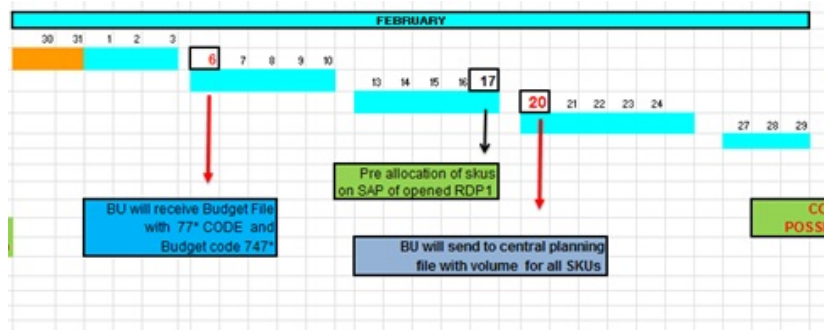 FEBRUARY
30 31 1 2 3
6 7 8 9 10
13 14 15 16 17
20 21 22 23 24
27 28 29
Pre allocation of skus
on SAP of opened RDP1
BU will receive Budget File
with 77* CODE and
Budget code 747*
BU will send to central planning
file with volume for all SKUs